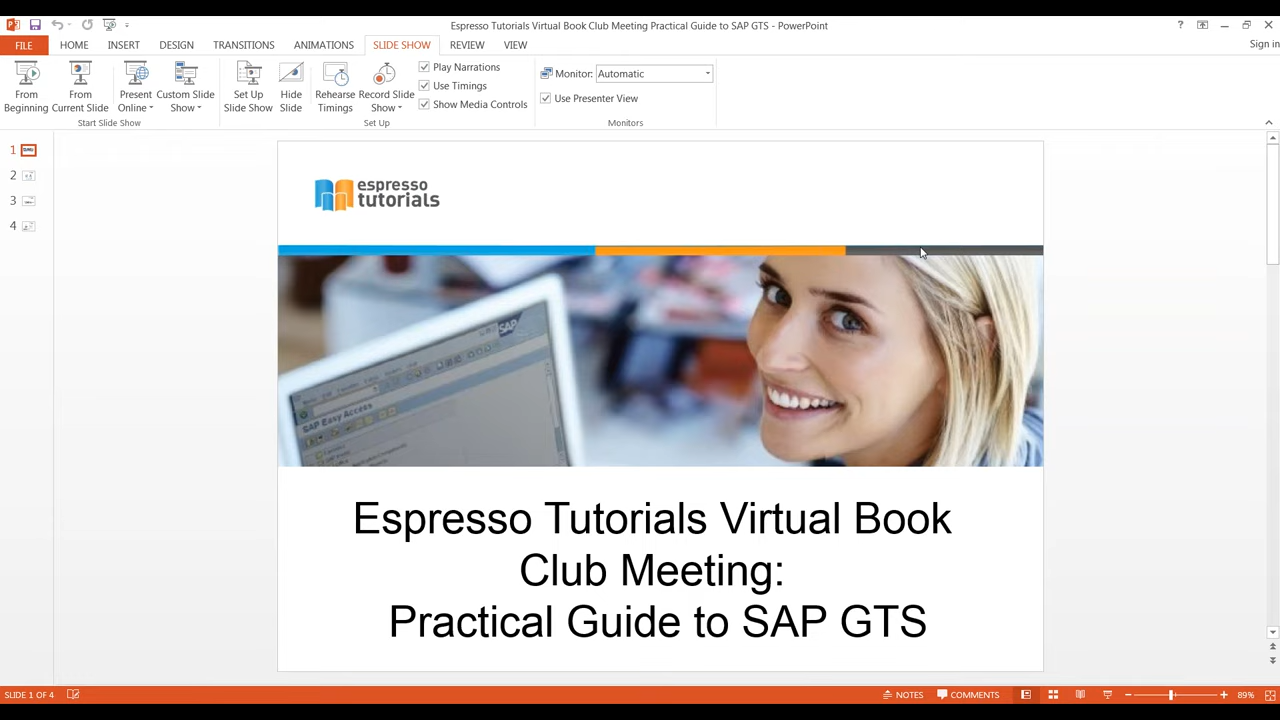 Espresso Tutorials Virtual Book Club Meeting Practical Guide to SAP GTS - PowerPoint
?
FILE HOME INSERT DESIGN TRANSITIONS ANIMATIONS SLIDE SHOW REVIEW VIEW Sign in
From Beginning
From Current Slide
Present Online
Custom Slide Show
Start Slide Show
Set Up Slide Show
Hide Slide
Rehearse Timings
Record Slide Show
Play Narrations
Use Timings
Show Media Controls
Set Up
Monitor: Automatic
Use Presenter View
Monitors
1
2
3
4
espresso
tutorials
SAP
SAP Easy Access
Espresso Tutorials Virtual Book
Club Meeting:
Practical Guide to SAP GTS
SLIDE 1 OF 4 NOTES COMMENTS 89%